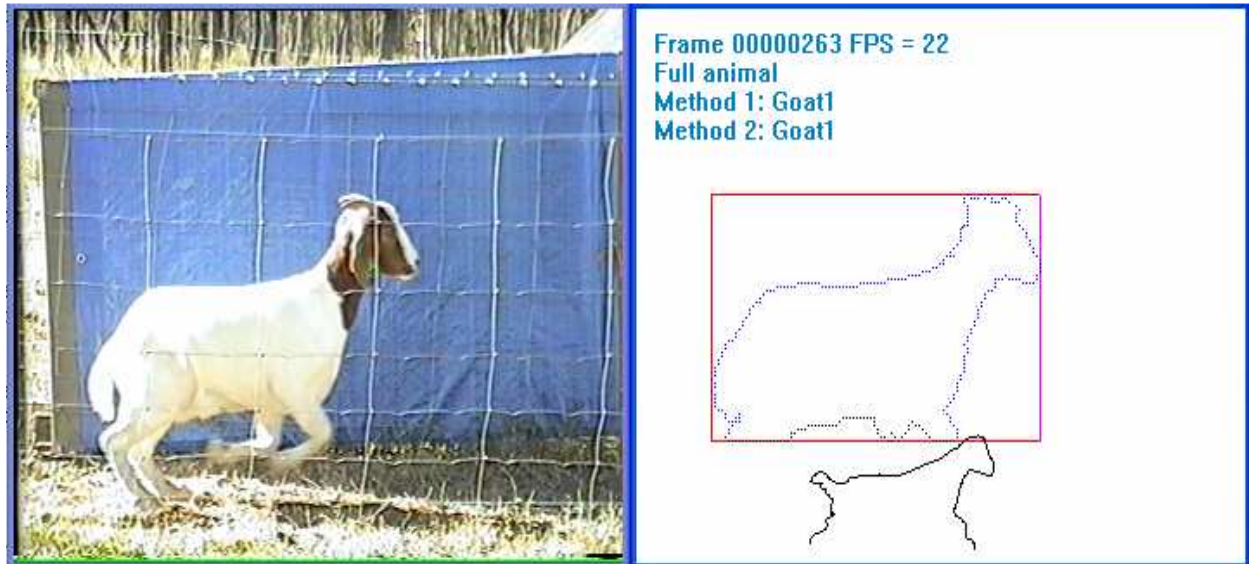 Frame 00000263 FPS = 22
Full animal
Method 1: Goat1
Method 2: Goat1